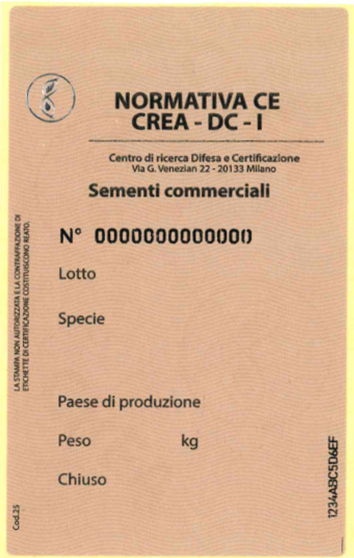 NORMATIVA CE
CREA - DC - I
Centro di ricerca Difesa e Certificazione
Via G. Venezian 22 - 20133 Milano
Sementi commerciali
N° 0000000000000
Lotto
Specie
Paese di produzione
Peso kg
Chiuso
LA STAMPA NON AUTORIZZATA E LA CONTRAFFAZIONE DI
ETICHETTE DI CERTIFICAZIONE COSTITUISCONO REATO.
Cod.25
1234ABC5D6EF